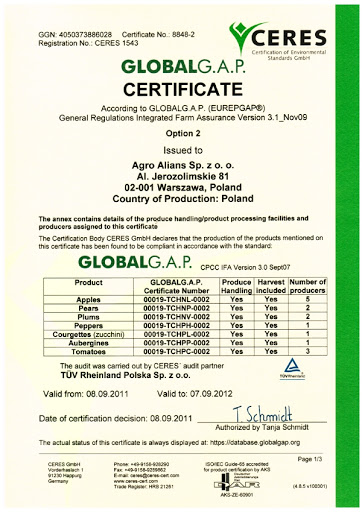 GGN: 4050373886028 Certificate No.: 8848-2
Registration No.: CERES 1543
CERES
Certification of Environmental
Standards GmbH
GLOBALG.A.P.
CERTIFICATE
According to GLOBALG.A.P. (EUREPGAP®)
General Regulations Integrated Farm Assurance Version 3.1_Nov09
Option 2
Issued to
Agro Alians Sp. z o. o.
Al. Jerozolimskie 81
02-001 Warszawa, Poland
Country of Production: Poland
The annex contains details of the produce handling/product processing facilities and
producers assigned to this certificate
The Certification Body CERES GmbH declares that the production of the products mentioned on
this certificate has been found to be compliant in accordance with the standard:
GLOBALG.A.P. CPCC IFA Version 3.0 Sept07
Product GLOBALG.A.P. Certificate Number Produce Handling Harvest included Number of producers
Apples 00019-TCHNL-0002 Yes Yes 5
Pears 00019-TCHNP-0002 Yes Yes 2
Plums 00019-TCHNV-0002 Yes Yes 2
Peppers 00019-TCHPH-0002 Yes Yes 1
Courgettes (zucchini) 00019-TCHPL-0002 Yes Yes 1
Aubergines 00019-TCHPP-0002 Yes Yes 1
Tomatoes 00019-TCHPC-0002 Yes Yes 3
The audit was carried out by CERES' audit partner
TÜV Rheinland Polska Sp. z o.o.
TÜVRheinland
Valid from: 08.09.2011 Valid to: 07.09.2012
Date of certification decision: 08.09.2011
T. Schmidt
Authorized by Tanja Schmidt
The actual status of this certificate is always displayed at: https://database.globalgap.org
Page 1/3
CERES GmbH
Vorderhaslach 1
91230 Happurg
Germany
Phone: +49-9158-928290
Fax: +49-9158-9289862
E-mail: ceres@ceres-cert.com
www.ceres-cert.com
Trade Register: HRB 21261
ISO/IEC Guide-65 accredited
for product certification by AKS
DAR
AKS-ZE-60901
(4.8.5 v100301)